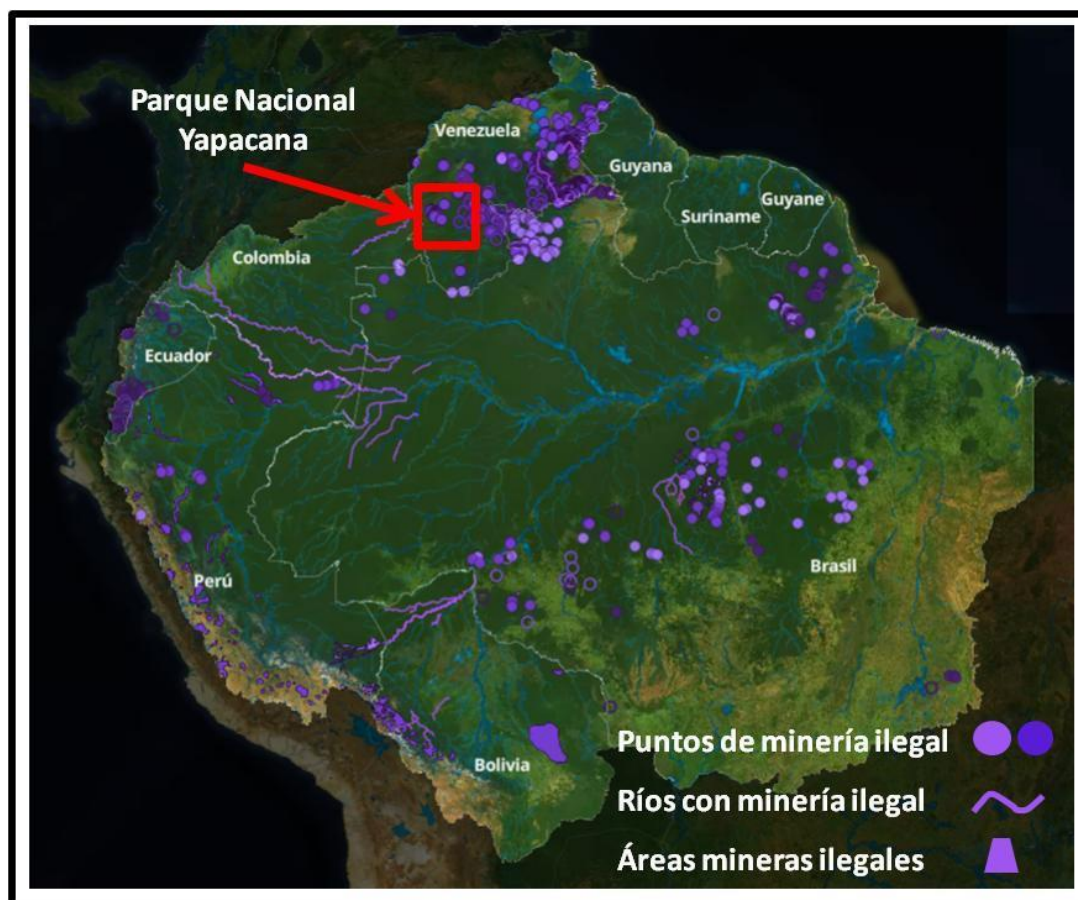 Parque Nacional
Yapacana
Venezuela
Guyana
Guyane
Suriname
Colombia
Ecuador
Perú
Brasil
Bolivia
Puntos de minería ilegal
Ríos con minería ilegal
Áreas mineras ilegales